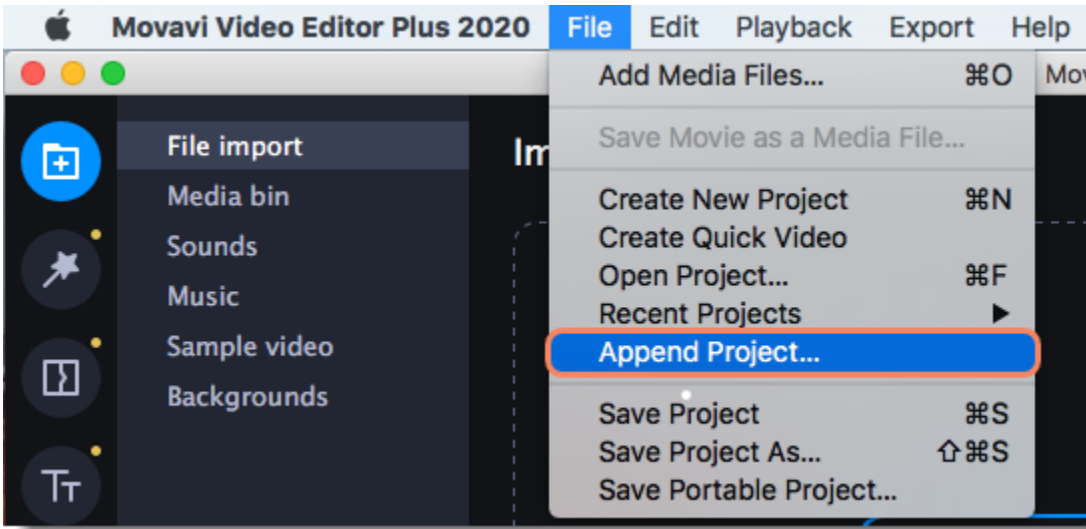 Movavi Video Editor Plus 2020 File Edit Playback Export Help
Add Media Files... ⌘O
Save Movie as a Media File...
Create New Project ⌘N
Create Quick Video
Open Project... ⌘F
Recent Projects ▶
Append Project...
Save Project ⌘S
Save Project As... ⇧⌘S
Save Portable Project...
File import
Media bin
Sounds
Music
Sample video
Backgrounds
Tт